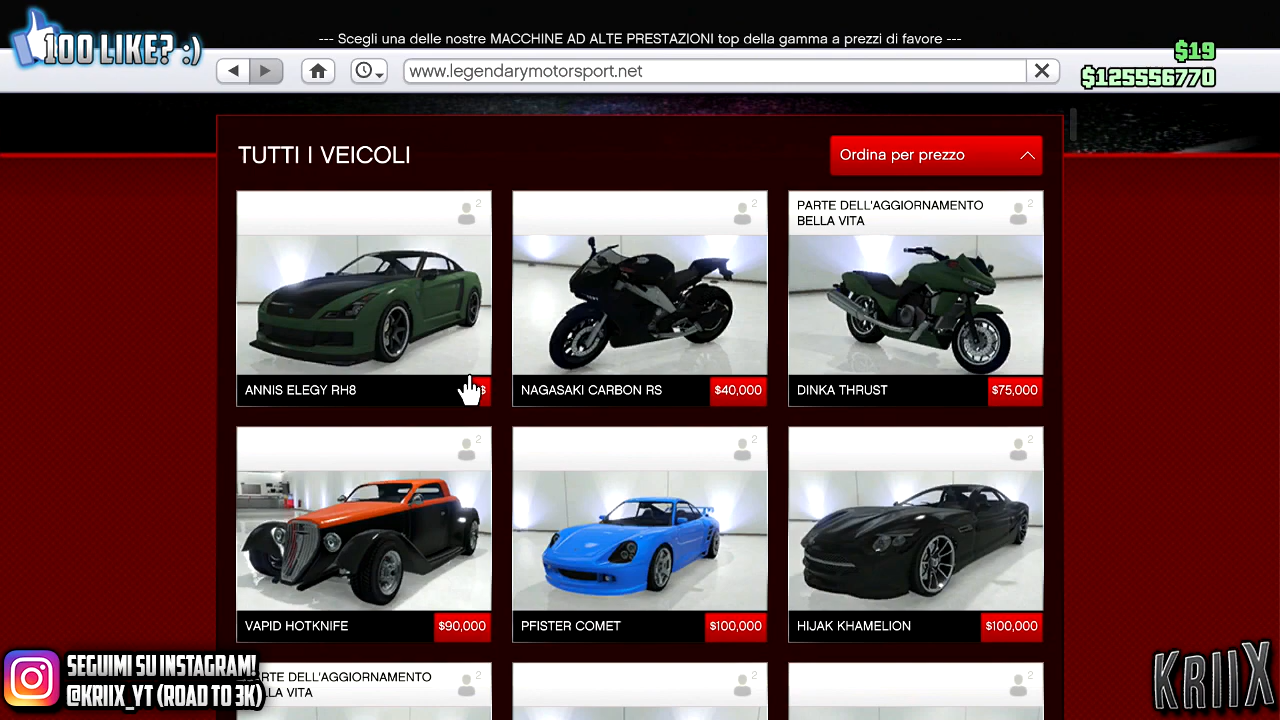 100 LIKE? :)
--- Scegli una delle nostre MACCHINE AD ALTE PRESTAZIONI top della gamma a prezzi di favore ---
$19
www.legendarymotorsport.net
$125556770
TUTTI I VEICOLI
Ordina per prezzo
2
2
PARTE DELL'AGGIORNAMENTO
BELLA VITA
2
ANNIS ELEGY RH8
NAGASAKI CARBON RS
$40,000
DINKA THRUST
$75,000
2
2
2
VAPID HOTKNIFE
$90,000
PFISTER COMET
$100,000
HIJAK KHAMELION
$100,000
SEGUIMI SU INSTAGRAM!
@KRIIX_YT (ROAD TO 3K)
DELL'AGGIORNAMENTO
VITA
2
2
2
KRIIX